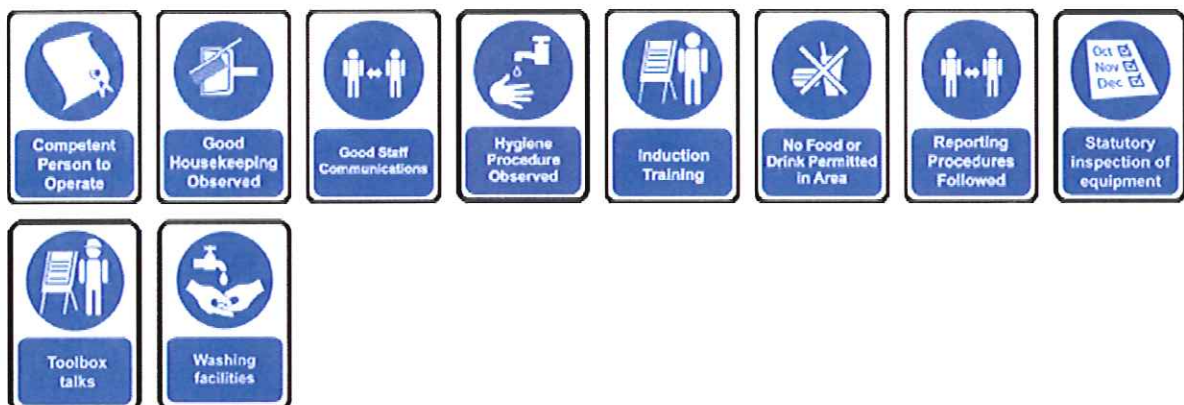 Competent
Person to
Operate
Good
Housekeeping
Observed
Good Staff
Communications
Hygiene
Procedure
Observed
Induction
Training
No Food or
Drink Permitted
in Area
Reporting
Procedures
Followed
Oct
Nov
Dec
Statutory
inspection of
equipment
Toolbox
talks
Washing
facilities